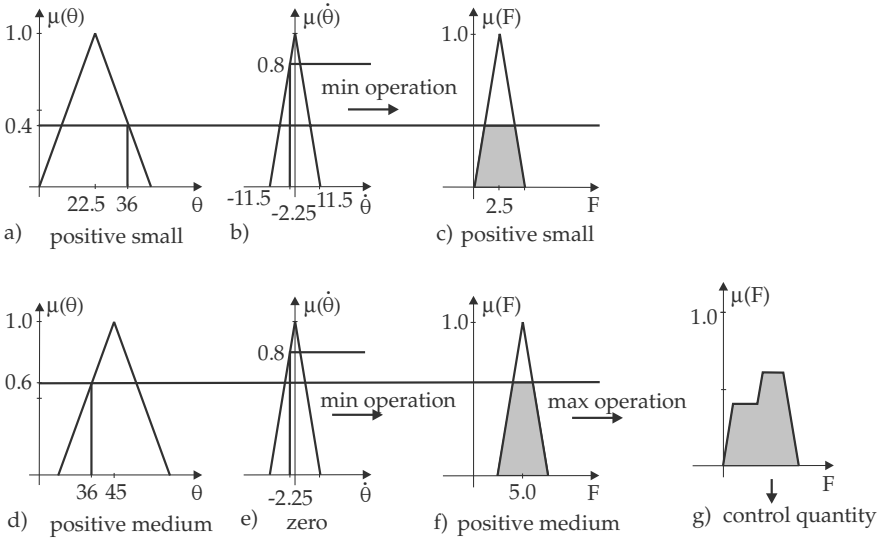 μ(θ)
1.0
0.4
22.5
36
θ
a) positive small
μ(θ̇)
0.8
min operation
-11.5
-2.25
11.5
θ̇
b)
μ(F)
1.0
2.5
F
c) positive small
μ(θ)
1.0
0.6
36
45
θ
d) positive medium
μ(θ̇)
0.8
min operation
-2.25
θ̇
e) zero
μ(F)
1.0
max operation
5.0
F
f) positive medium
μ(F)
1.0
F
g) control quantity